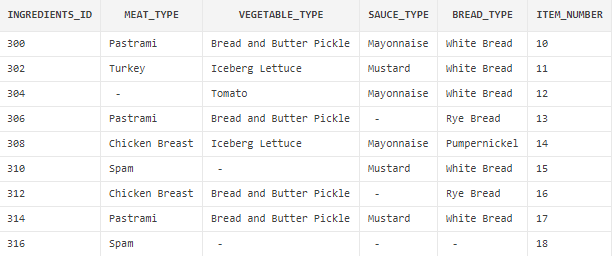 INGREDIENTS_ID MEAT_TYPE VEGETABLE_TYPE SAUCE_TYPE BREAD_TYPE ITEM_NUMBER
300 Pastrami Bread and Butter Pickle Mayonnaise White Bread 10
302 Turkey Iceberg Lettuce Mustard White Bread 11
304 - Tomato Mayonnaise White Bread 12
306 Pastrami Bread and Butter Pickle - Rye Bread 13
308 Chicken Breast Iceberg Lettuce Mayonnaise Pumpernickel 14
310 Spam - Mustard White Bread 15
312 Chicken Breast Bread and Butter Pickle - Rye Bread 16
314 Pastrami Bread and Butter Pickle Mustard White Bread 17
316 Spam - - - 18